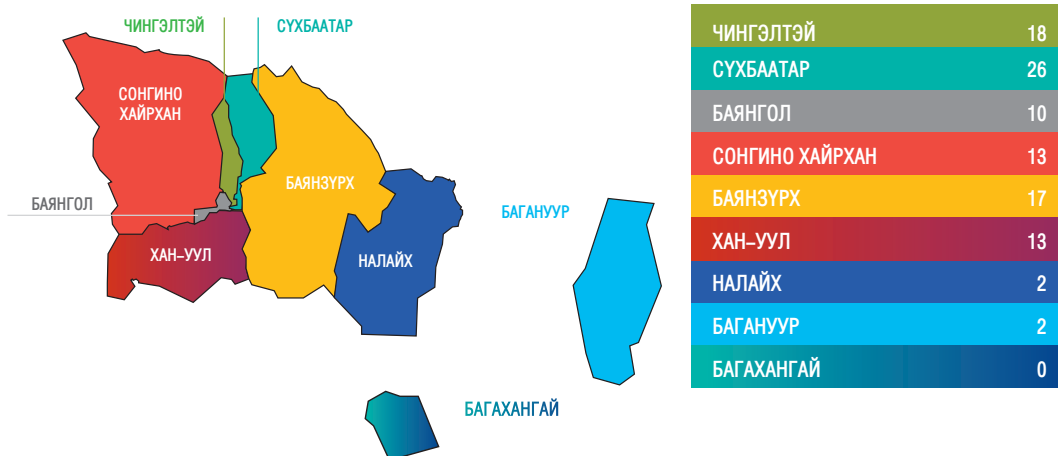 ЧИНГЭЛТЭЙ
СҮХБААТАР
СОНГИНО
ХАЙРХАН
БАЯНЗҮРХ
БАЯНГОЛ
ХАН-УУЛ
НАЛАЙХ
БАГАНУУР
БАГАХАНГАЙ
ЧИНГЭЛТЭЙ 18
СҮХБААТАР 26
БАЯНГОЛ 10
СОНГИНО ХАЙРХАН 13
БАЯНЗҮРХ 17
ХАН-УУЛ 13
НАЛАЙХ 2
БАГАНУУР 2
БАГАХАНГАЙ 0